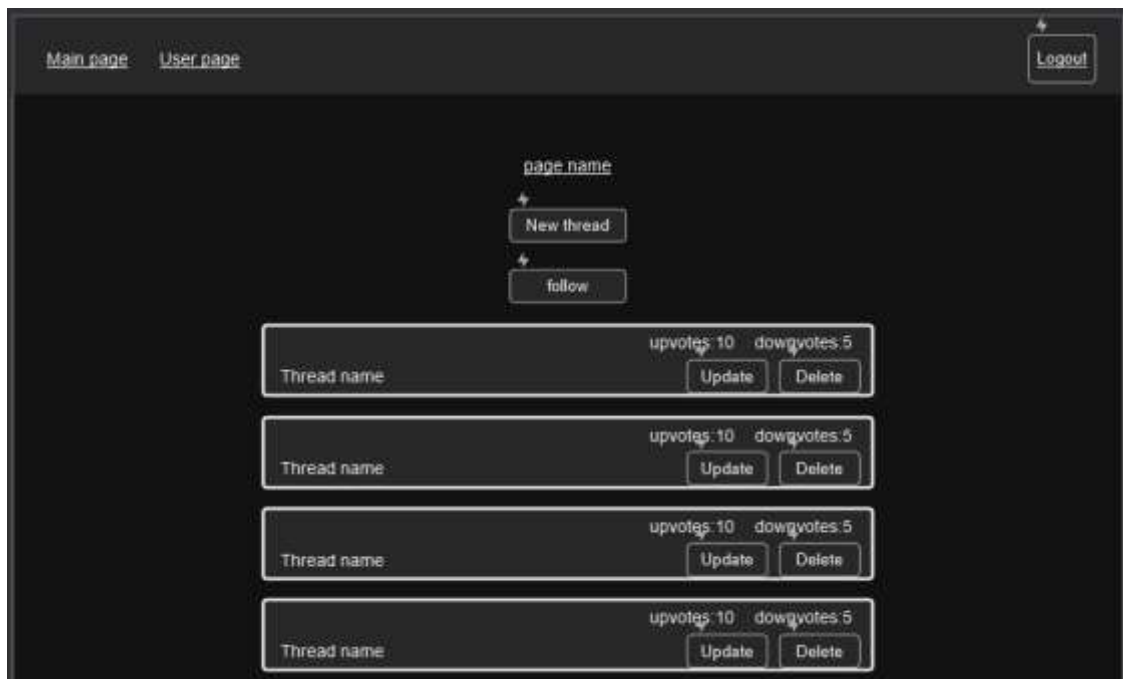 Main page User page Logout
page name
New thread
follow
upvotes:10 downvotes:5
Thread name Update Delete
upvotes:10 downvotes:5
Thread name Update Delete
upvotes:10 downvotes:5
Thread name Update Delete
upvotes:10 downvotes:5
Thread name Update Delete